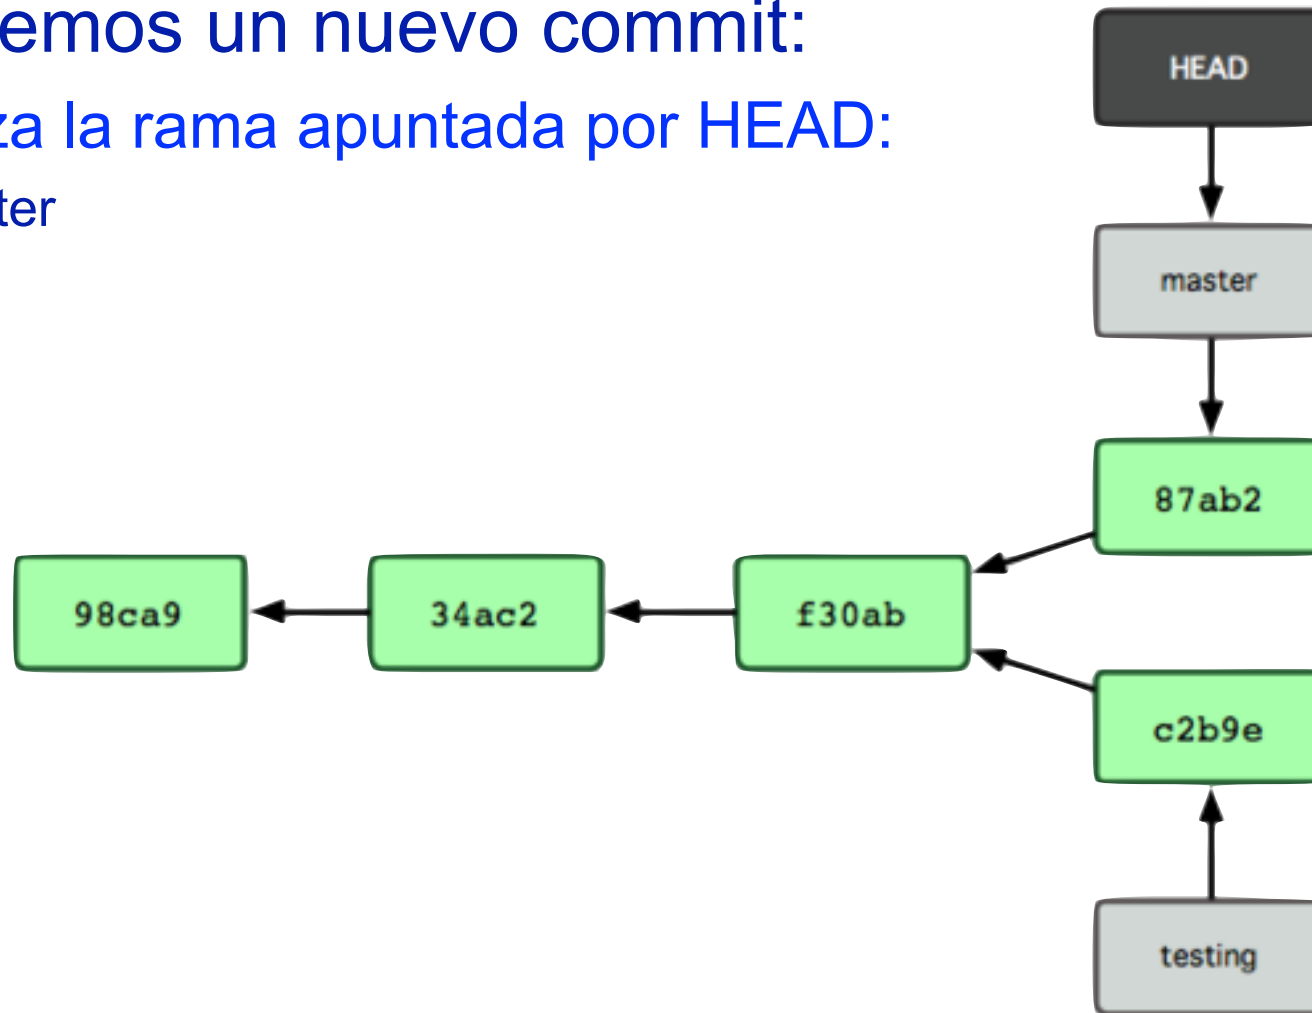 emos un nuevo commit:
za la rama apuntada por HEAD:
ter
HEAD
master
87ab2
98ca9
34ac2
f30ab
c2b9e
testing